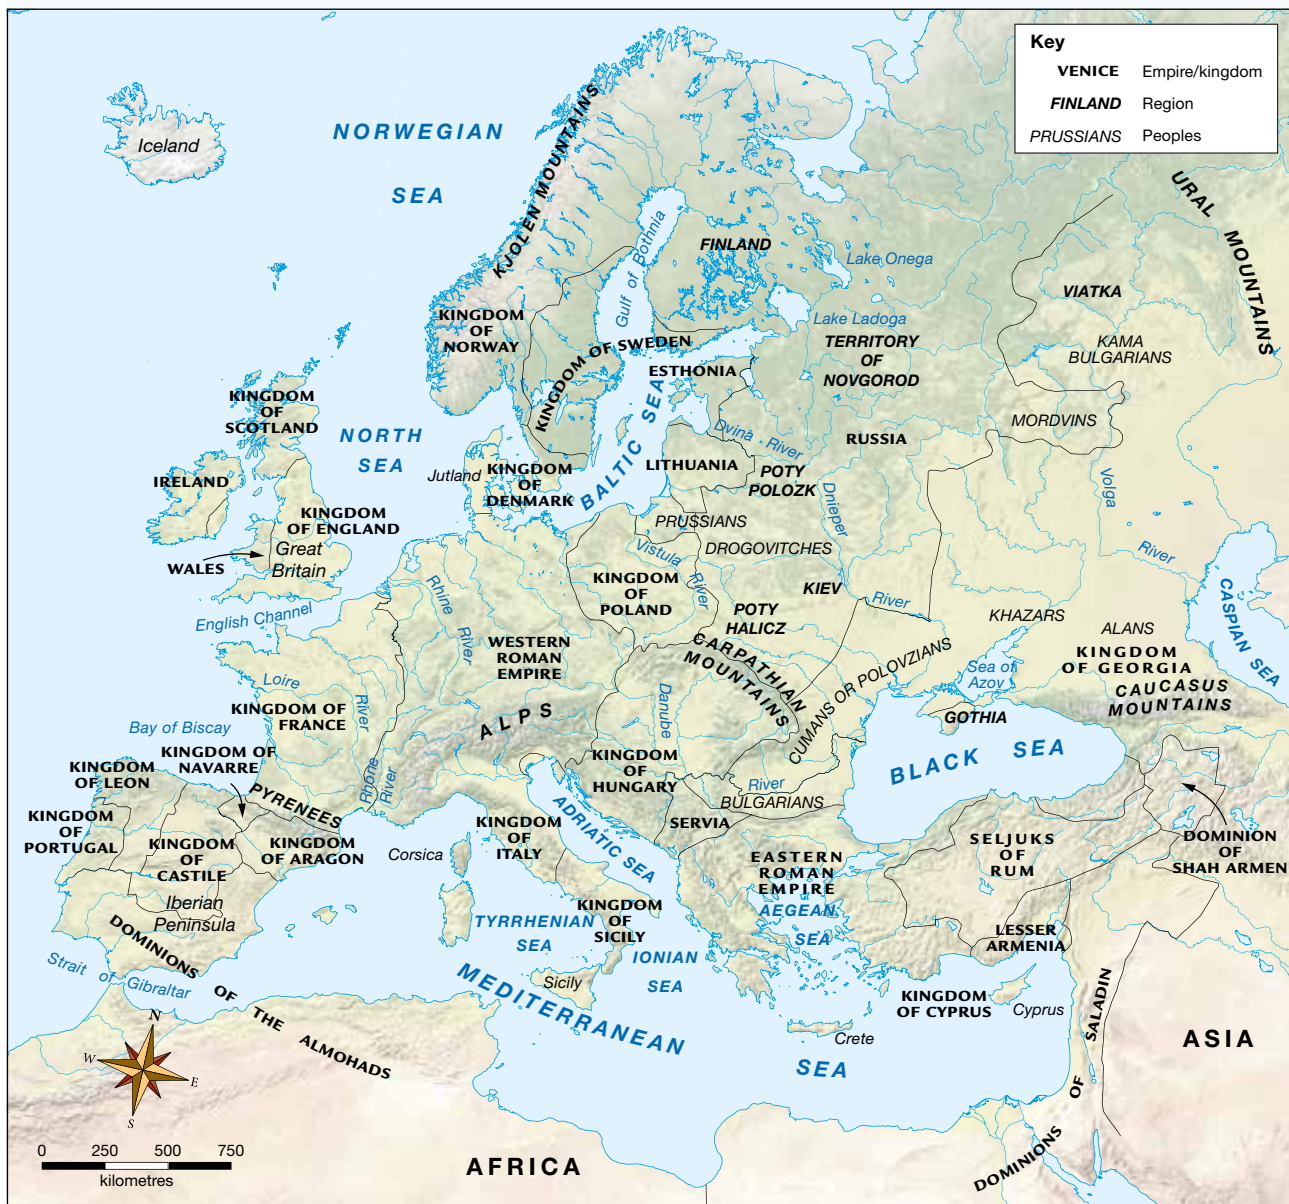 Key
VENICE Empire/kingdom
FINLAND Region
PRUSSIANS Peoples
Iceland
NORWEGIAN
SEA
KJOLEN MOUNTAINS
URAL MOUNTAINS
Gulf of Bothnia
FINLAND
Lake Onega
VIATKA
Lake Ladoga
KINGDOM
OF
NORWAY
KINGDOM OF SWEDEN
TERRITORY
OF
NOVGOROD
KAMA
BULGARIANS
ESTHONIA
KINGDOM
OF
SCOTLAND
NORTH
SEA
BALTIC SEA
MORDVINS
Dvina River
RUSSIA
Jutland
KINGDOM
OF
DENMARK
LITHUANIA
POTY
POLOZK
IRELAND
KINGDOM
OF ENGLAND
Great
Britain
WALES
PRUSSIANS
Dnieper
River
Volga
River
DROGOVITCHES
Vistula
River
KINGDOM
OF
POLAND
KIEV
English Channel
Rhine
River
POTY
HALICZ
KHAZARS
ALANS
CASPIAN SEA
WESTERN
ROMAN
EMPIRE
CARPATHIAN
MOUNTAINS
CUMANS OR POLOVZIANS
Sea of
Azov
KINGDOM
OF GEORGIA
CAUCASUS
MOUNTAINS
Loire
River
KINGDOM OF
FRANCE
ALPS
Danube
River
GOTHIA
Bay of Biscay
KINGDOM OF
NAVARRE
KINGDOM
OF LEON
Rhone
River
KINGDOM
OF
HUNGARY
BLACK SEA
PYRENEES
BULGARIANS
KINGDOM
OF
PORTUGAL
KINGDOM
OF
CASTILE
KINGDOM
OF ARAGON
Corsica
KINGDOM
OF
ITALY
ADRIATIC SEA
SERVIA
SELJUKS
OF
RUM
DOMINION
OF
SHAH ARMEN
EASTERN
ROMAN
EMPIRE
Iberian
Peninsula
TYRRHENIAN
SEA
KINGDOM
OF
SICILY
AEGEAN
SEA
LESSER
ARMENIA
IONIAN
SEA
Strait of Gibraltar
DOMINIONS OF THE ALMOHADS
Sicily
MEDITERRANEAN
SEA
KINGDOM
OF CYPRUS
Cyprus
Crete
DOMINIONS OF SALADIN
ASIA
AFRICA
N
W
E
S
0 250 500 750
kilometres